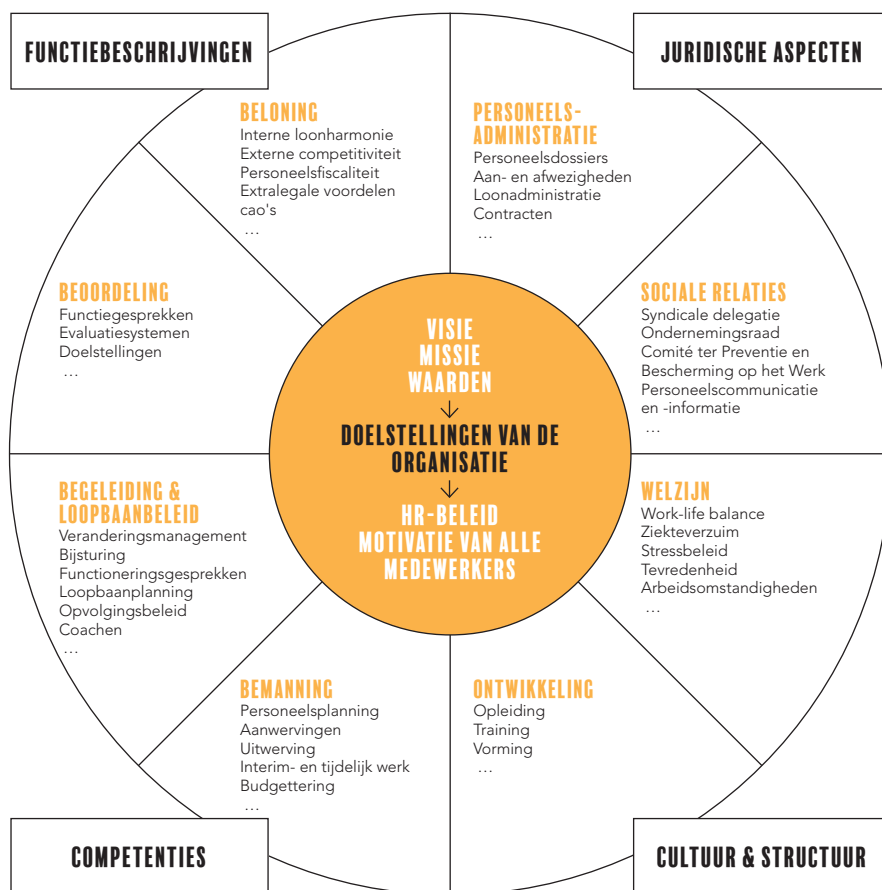 FUNCTIEBESCHRIJVINGEN
JURIDISCHE ASPECTEN
BELONING
Interne loonharmonie
Externe competitiviteit
Personeelsfiscaliteit
Extralegale voordelen
cao's
...
PERSONEELS-
ADMINISTRATIE
Personeelsdossiers
Aan- en afwezigheden
Loonadministratie
Contracten
...
BEOORDELING
Functiegesprekken
Evaluatiesystemen
Doelstellingen
...
SOCIALE RELATIES
Syndicale delegatie
Ondernemingsraad
Comité ter Preventie en
Bescherming op het Werk
Personeelscommunicatie
en -informatie
...
VISIE
MISSIE
WAARDEN
↓
DOELSTELLINGEN VAN DE
ORGANISATIE
↓
HR-BELEID
MOTIVATIE VAN ALLE
MEDEWERKERS
BEGELEIDING &
LOOPBAANBELEID
Veranderingsmanagement
Bijsturing
Functioneringsgesprekken
Loopbaanplanning
Opvolgingsbeleid
Coachen
...
WELZIJN
Work-life balance
Ziekteverzuim
Stressbeleid
Tevredenheid
Arbeidsomstandigheden
...
BEMANNING
Personeelsplanning
Aanwervingen
Uitwerving
Interim- en tijdelijk werk
Budgettering
...
ONTWIKKELING
Opleiding
Training
Vorming
...
COMPETENTIES
CULTUUR & STRUCTUUR